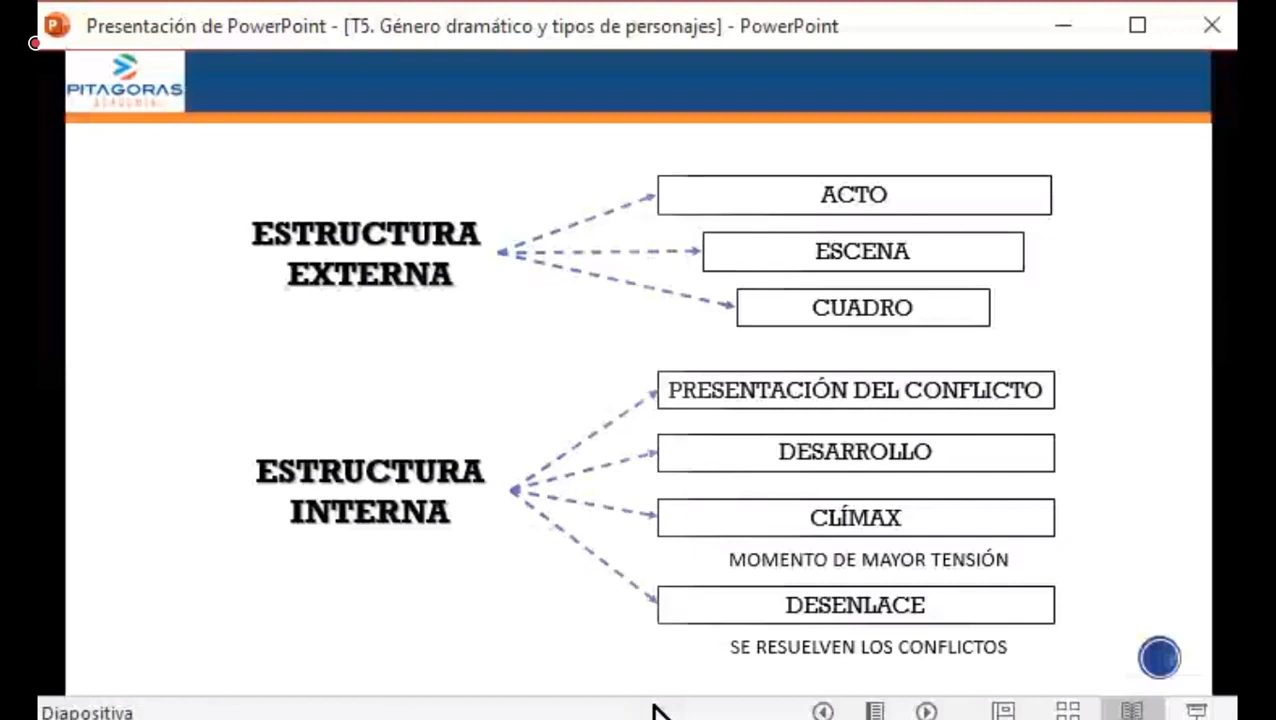 Presentación de PowerPoint - [T5. Género dramático y tipos de personajes] - PowerPoint
PITAGORAS
ACADEMIA
ESTRUCTURA
EXTERNA
ACTO
ESCENA
CUADRO
ESTRUCTURA
INTERNA
PRESENTACIÓN DEL CONFLICTO
DESARROLLO
CLÍMAX
MOMENTO DE MAYOR TENSIÓN
DESENLACE
SE RESUELVEN LOS CONFLICTOS
Diapositiva